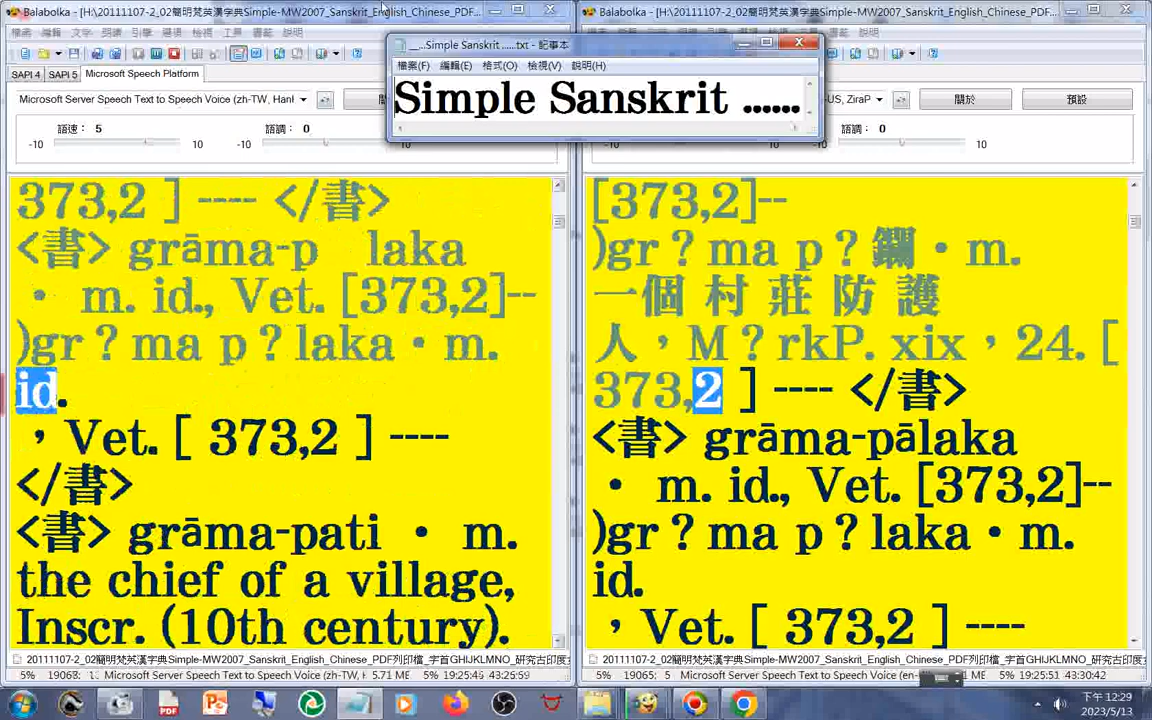 Balabolka - [H:\20111107-2_02簡明梵英漢字典Simple-MW2007_Sanskrit_English_Chinese_PDF...
Balabolka - [H:\20111107-2_02簡明梵英漢字典Simple-MW2007_Sanskrit_English_Chinese_PDF...
__...Simple Sanskrit ......txt - 記事本
檔案(F) 編輯(E) 格式(O) 檢視(V) 說明(H)
Simple Sanskrit ......
SAPI 4 SAPI 5 Microsoft Speech Platform
Microsoft Server Speech Text to Speech Voice (zh-TW, HanH
-US, ZiraP
關於
預設
語速： 5
語調： 0
語調： 0
-10 10 -10
10
373,2 ] ---- </書>
<書> grāma-p laka
• m. id., Vet. [373,2]--
)gr？ma p？laka • m.
id.
，Vet. [ 373,2 ] ----
</書>
<書> grāma-pati • m.
the chief of a village,
Inscr. (10th century).
[373,2]--
)gr？ma p？鑭 • m.
一個 村 莊 防 護
人，M？rkP. xix，24. [
373,2 ] ---- </書>
<書> grāma-pālaka
• m. id., Vet. [373,2]--
)gr？ma p？laka • m.
id.
，Vet. [ 373,2 ] ----
20111107-2_02簡明梵英漢字典Simple-MW2007_Sanskrit_English_Chinese_PDF列印檔_字首GHIJKLMNO_研究古印度
20111107-2_02簡明梵英漢字典Simple-MW2007_Sanskrit_English_Chinese_PDF列印檔_字首GHIJKLMNO_研究古印度
5% 19068: Microsoft Server Speech Text to Speech Voice (zh-TW, H 5.71 ME 19:25:46 43:25:59
5% 19065: 5 Microsoft Server Speech Text to Speech Voice 19:25:51 43:30:42
下午 12:29
2023/5/13